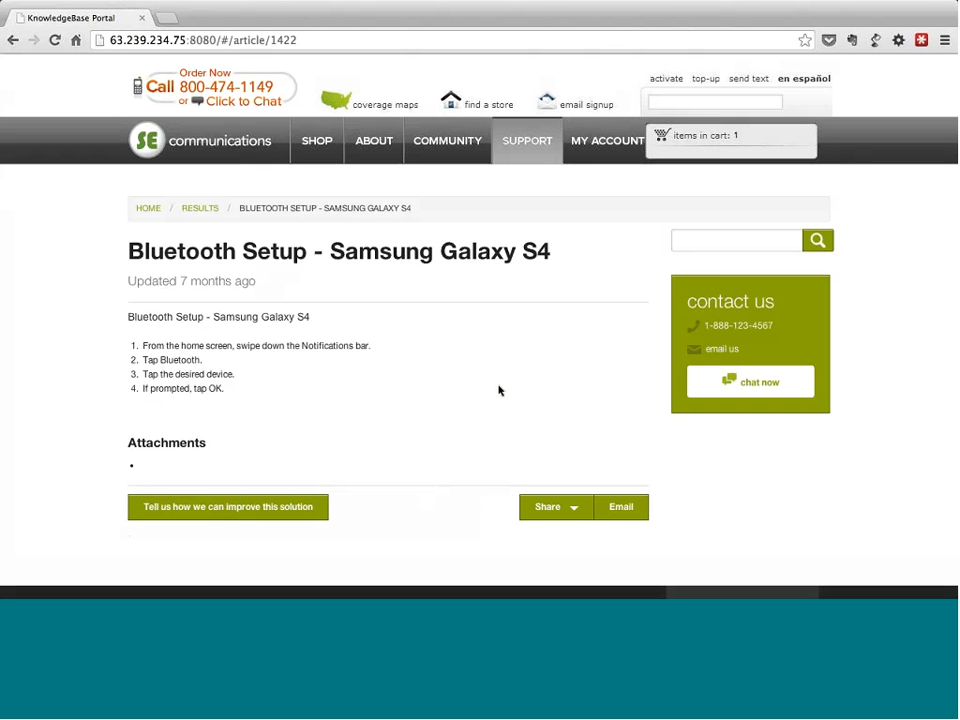 KnowledgeBase Portal
63.239.234.75:8080/#/article/1422
Order Now
Call 800-474-1149
or Click to Chat
coverage maps
find a store
email signup
activate top-up send text en español
SE communications
SHOP ABOUT COMMUNITY SUPPORT MY ACCOUNT
items in cart: 1
HOME / RESULTS / BLUETOOTH SETUP - SAMSUNG GALAXY S4
Bluetooth Setup - Samsung Galaxy S4
Updated 7 months ago
Bluetooth Setup - Samsung Galaxy S4
1. From the home screen, swipe down the Notifications bar.
2. Tap Bluetooth.
3. Tap the desired device.
4. If prompted, tap OK.
Attachments
•
Tell us how we can improve this solution
Share
Email
contact us
1-888-123-4567
email us
chat now